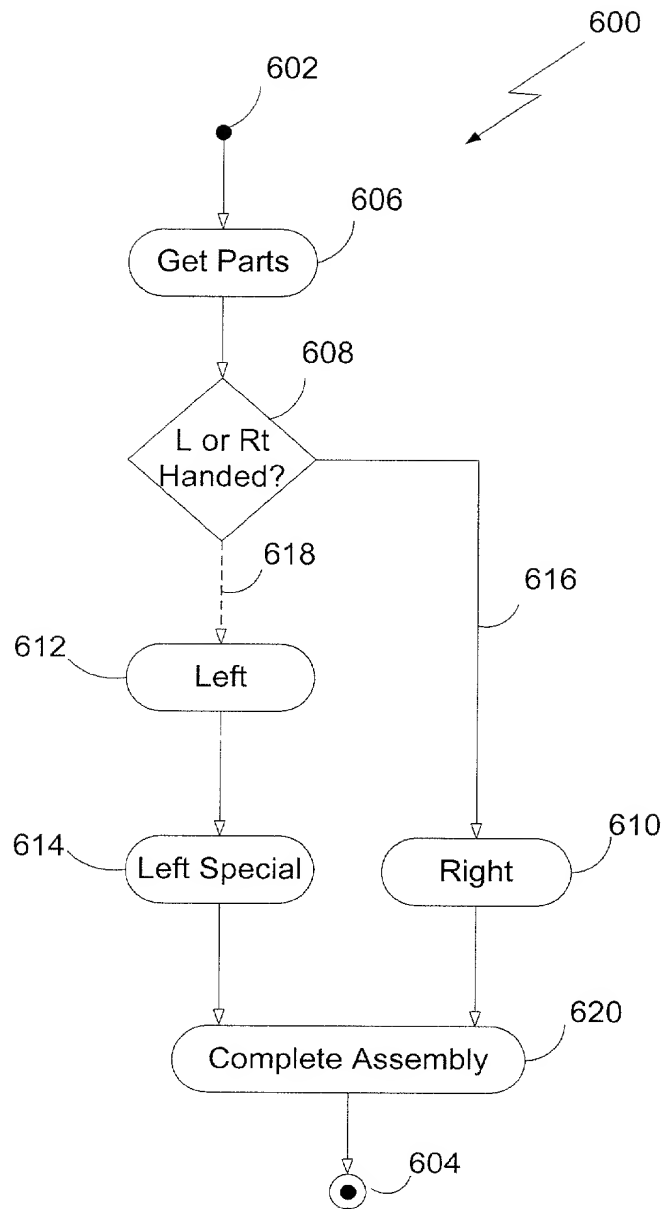 600
602
606
Get Parts
608
L or Rt
Handed?
618
616
612
Left
614
Left Special
610
Right
620
Complete Assembly
604